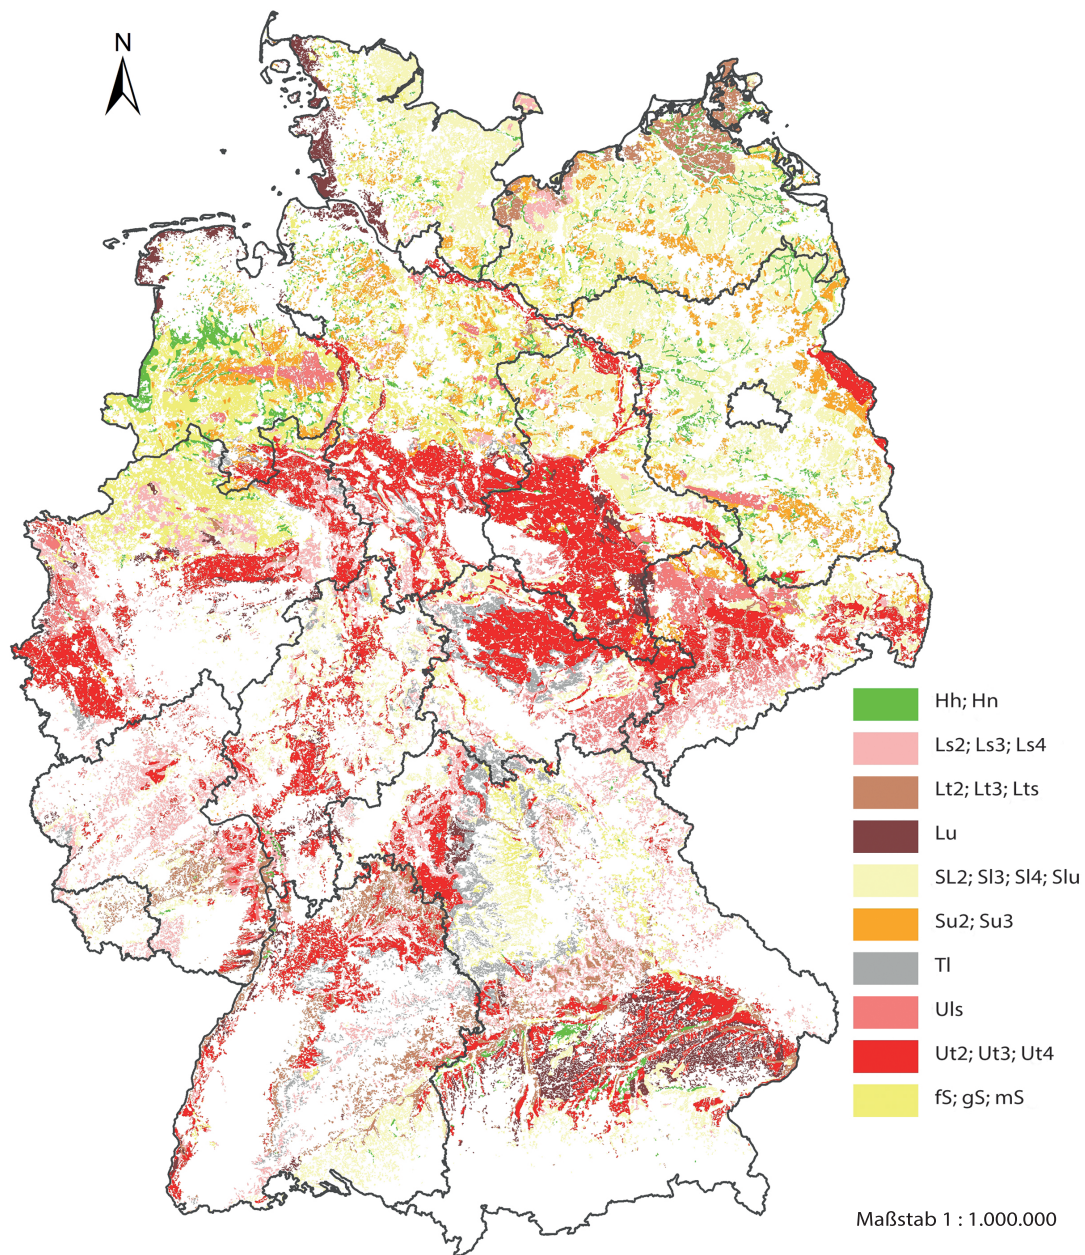 N
Hh; Hn
Ls2; Ls3; Ls4
Lt2; Lt3; Lts
Lu
SL2; Sl3; Sl4; Slu
Su2; Su3
Tl
Uls
Ut2; Ut3; Ut4
fS; gS; mS
Maßstab 1 : 1.000.000